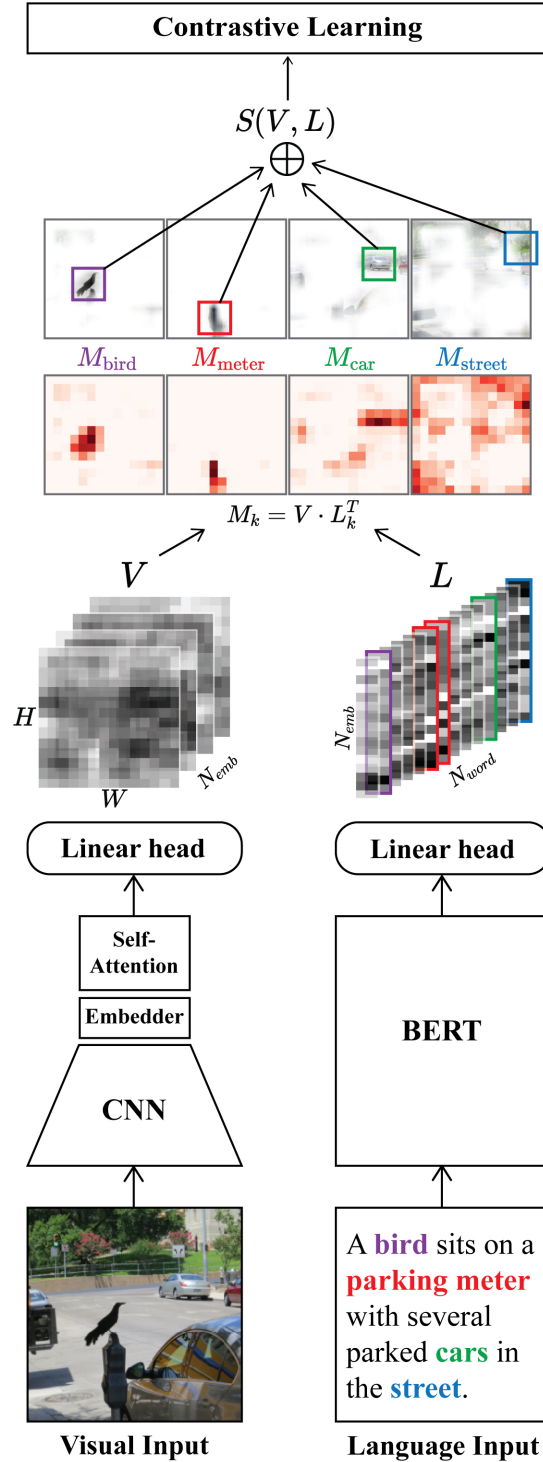 Contrastive Learning
S(V, L)
M_bird M_meter M_car M_street
M_k = V · L_k^T
V L
H
W
N_emb
N_emb
N_word
Linear head Linear head
Self-
Attention
Embedder
CNN
BERT
A bird sits on a
parking meter
with several
parked cars in
the street.
Visual Input Language Input